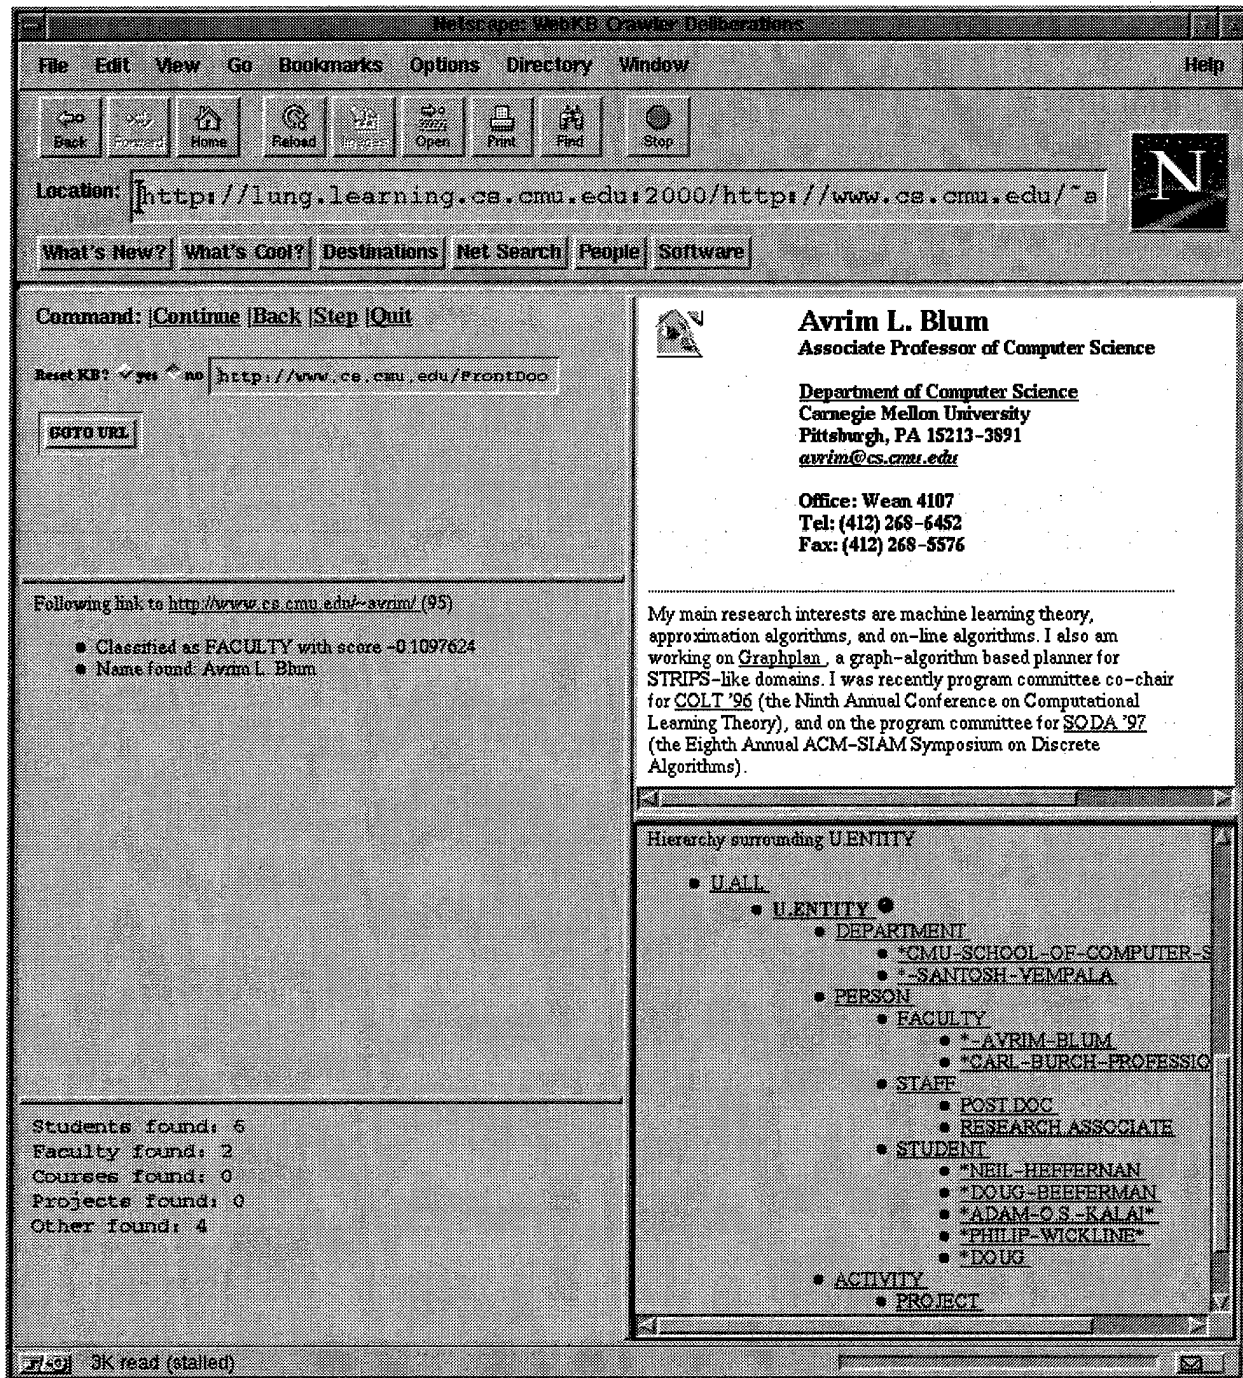 Netscape: WebKB Crawler Deliberations
File Edit View Go Bookmarks Options Directory Window Help
Back Forward Home Reload Images Open Print Find Stop
Location: http://lung.learning.cs.cmu.edu:2000/http://www.cs.cmu.edu/~a
N
What's New? What's Cool? Destinations Net Search People Software
Command: |Continue |Back |Step |Quit
Reset KB? yes no http://www.cs.cmu.edu/FrontDoo
GOTO URL
Following link to http://www.cs.cmu.edu/~avrim/ (95)
Classified as FACULTY with score -0.1097624
Name found: Avrim L. Blum
Students found: 6
Faculty found: 2
Courses found: 0
Projects found: 0
Other found: 4
Avrim L. Blum
Associate Professor of Computer Science
Department of Computer Science
Carnegie Mellon University
Pittsburgh, PA 15213-3891
avrim@cs.cmu.edu
Office: Wean 4107
Tel: (412) 268-6452
Fax: (412) 268-5576
My main research interests are machine learning theory,
approximation algorithms, and on-line algorithms. I also am
working on Graphplan , a graph-algorithm based planner for
STRIPS-like domains. I was recently program committee co-chair
for COLT '96 (the Ninth Annual Conference on Computational
Learning Theory), and on the program committee for SODA '97
(the Eighth Annual ACM-SIAM Symposium on Discrete
Algorithms).
Hierarchy surrounding U.ENTITY
U.ALL
U.ENTITY
DEPARTMENT
*CMU-SCHOOL-OF-COMPUTER-S
*-SANTOSH-VEMPALA
PERSON
FACULTY
*-AVRIM-BLUM
*CARL-BURCH-PROFESSIO
STAFF
POST.DOC
RESEARCH.ASSOCIATE
STUDENT
*NEIL-HEFFERNAN
*DOUG-BEEFERMAN
*ADAM-O.S.-KALAI*
*PHILIP-WICKLINE*
*DOUG
ACTIVITY
PROJECT
3K read (stalled)